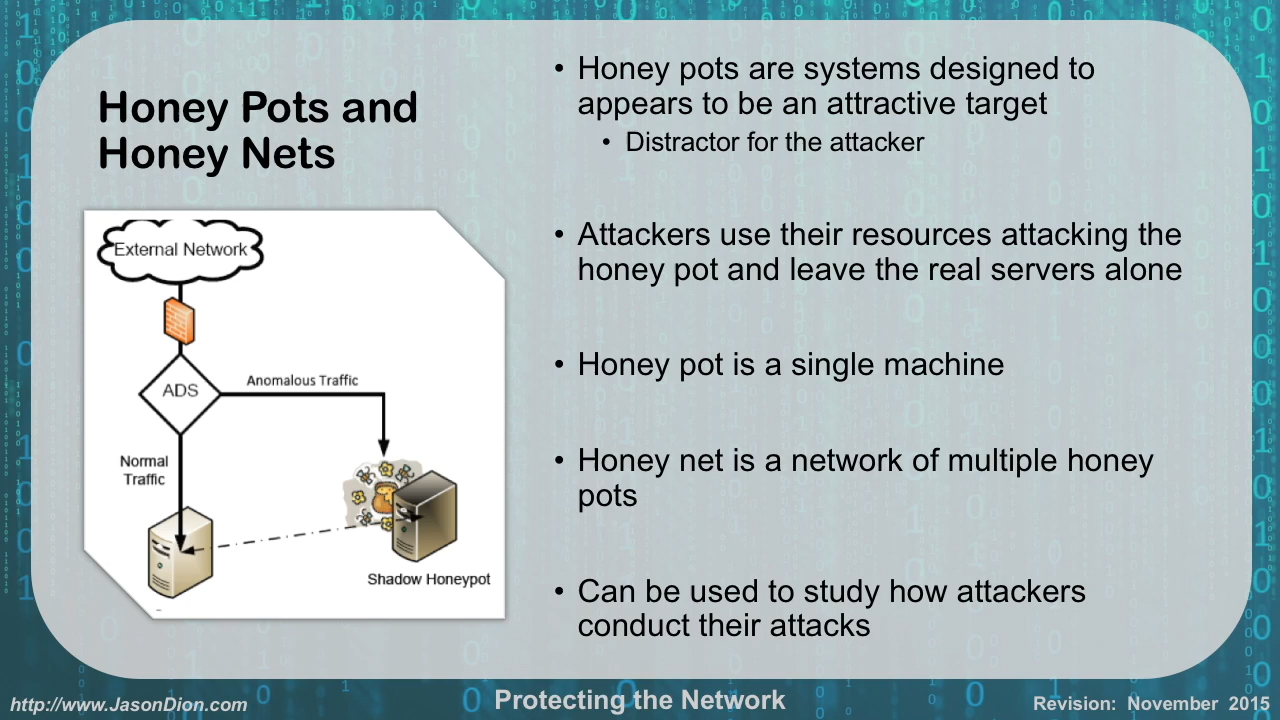 Honey Pots and
Honey Nets
External Network
ADS
Anomalous Traffic
Normal
Traffic
Shadow Honeypot
• Honey pots are systems designed to
appears to be an attractive target
• Distractor for the attacker
• Attackers use their resources attacking the
honey pot and leave the real servers alone
• Honey pot is a single machine
• Honey net is a network of multiple honey
pots
• Can be used to study how attackers
conduct their attacks
http://www.JasonDion.com
Protecting the Network
Revision: November 2015